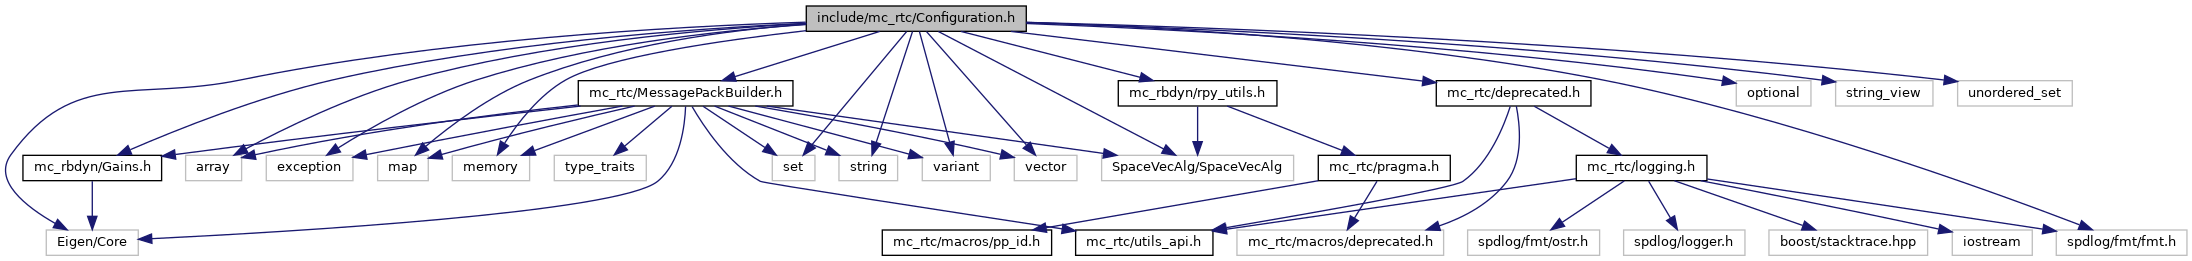 include/mc_rtc/Configuration.h
mc_rtc/MessagePackBuilder.h
mc_rbdyn/rpy_utils.h
mc_rtc/deprecated.h
optional
string_view
unordered_set
mc_rbdyn/Gains.h
array
exception
map
memory
type_traits
set
string
variant
vector
SpaceVecAlg/SpaceVecAlg
mc_rtc/pragma.h
mc_rtc/logging.h
Eigen/Core
mc_rtc/macros/pp_id.h
mc_rtc/utils_api.h
mc_rtc/macros/deprecated.h
spdlog/fmt/ostr.h
spdlog/logger.h
boost/stacktrace.hpp
iostream
spdlog/fmt/fmt.h